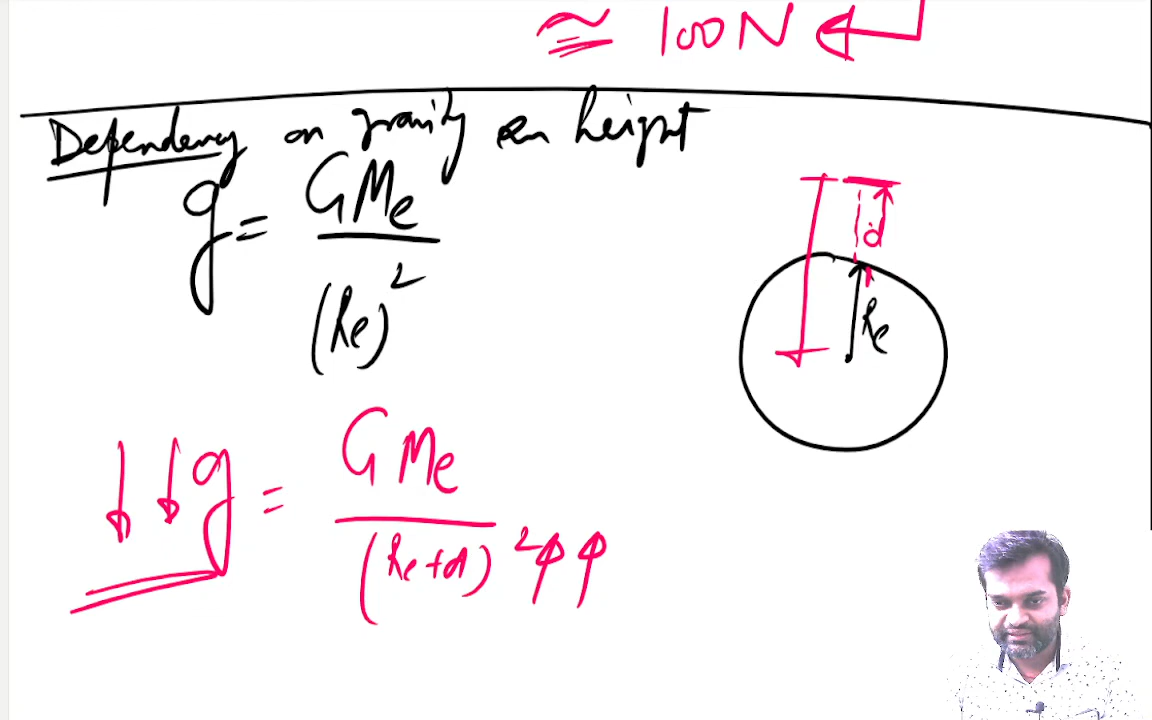 ≅ 100N
Dependency on gravity on height
g = GMe / (Re)²
d
Re
↓↓g = GMe / (Re+d)² ↑↑